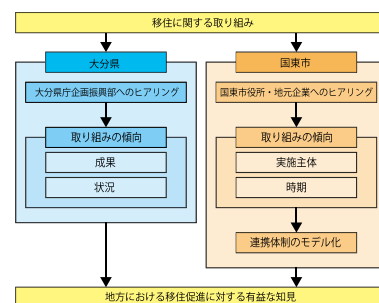 移住に関する取り組み
大分県
大分県庁企画振興部へのヒアリング
取り組みの傾向
成果
状況
国東市
国東市役所・地元企業へのヒアリング
取り組みの傾向
実施主体
時期
連携体制のモデル化
地方における移住促進に対する有益な知見